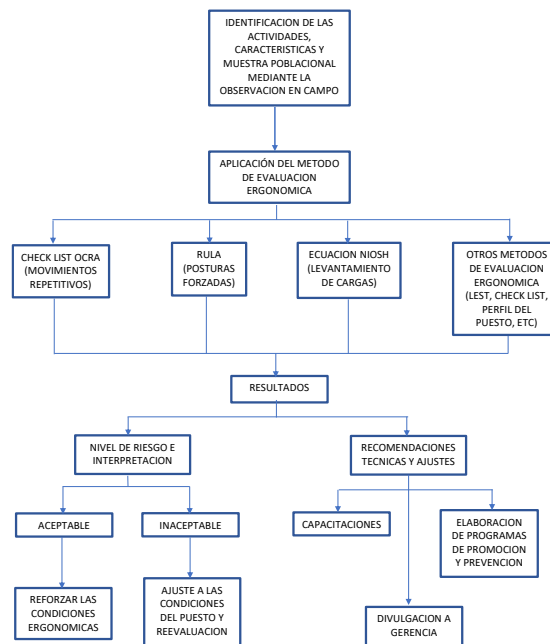 IDENTIFICACION DE LAS
ACTIVIDADES,
CARACTERISTICAS Y
MUESTRA POBLACIONAL
MEDIANTE LA
OBSERVACION EN CAMPO
APLICACIÓN DEL METODO
DE EVALUACION
ERGONOMICA
CHECK LIST OCRA
(MOVIMIENTOS
REPETITIVOS)
RULA
(POSTURAS
FORZADAS)
ECUACION NIOSH
(LEVANTAMIENTO
DE CARGAS)
OTROS METODOS
DE EVALUACION
ERGONOMICA
(LEST, CHECK LIST,
PERFIL DEL
PUESTO, ETC)
RESULTADOS
NIVEL DE RIESGO E
INTERPRETACION
RECOMENDACIONES
TECNICAS Y AJUSTES
ACEPTABLE
INACEPTABLE
CAPACITACIONES
ELABORACION
DE PROGRAMAS
DE PROMOCION
Y PREVENCION
REFORZAR LAS
CONDICIONES
ERGONOMICAS
AJUSTE A LAS
CONDICIONES
DEL PUESTO Y
REEVALUACION
DIVULGACION A
GERENCIA